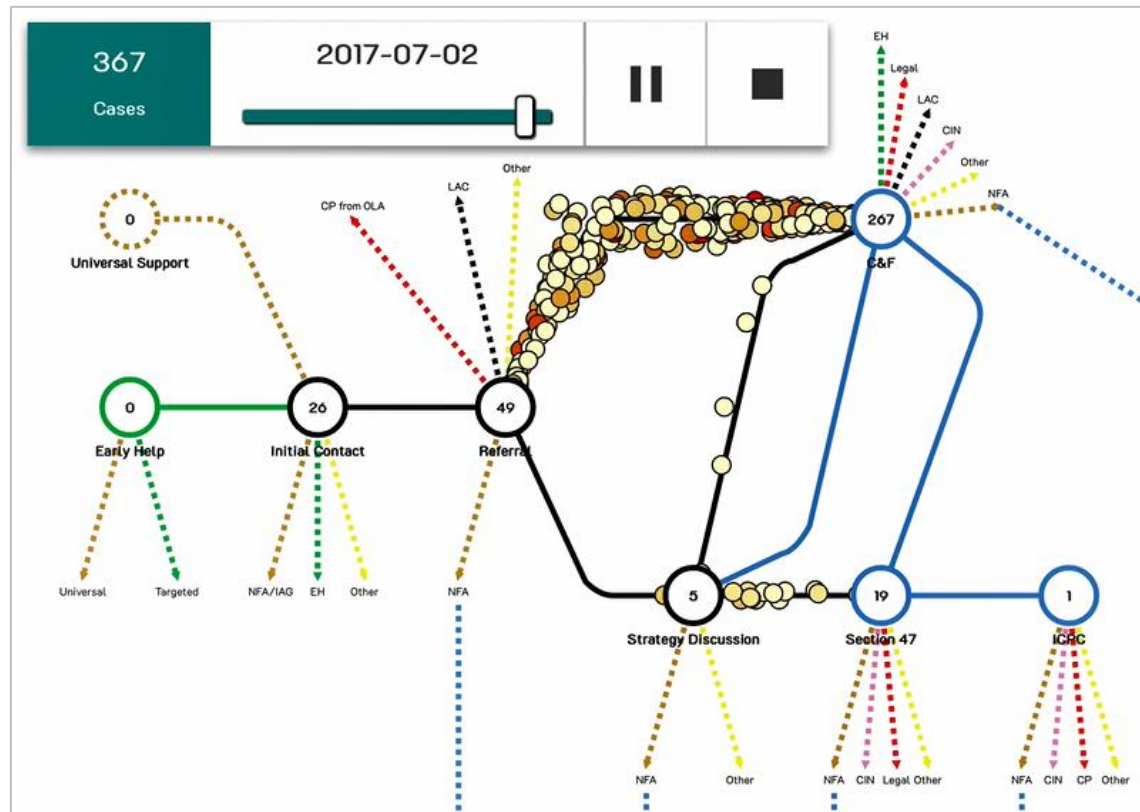 367
Cases
2017-07-02
EH
Legal
LAC
CIN
Other
NFA
267
C&F
Other
LAC
CP from OLA
0
Universal Support
0
Early Help
26
Initial Contact
49
Referral
Universal
Targeted
NFA/IAG
EH
Other
NFA
5
Strategy Discussion
19
Section 47
1
ICPC
NFA
Other
NFA
CIN
Legal
Other
NFA
CIN
CP
Other